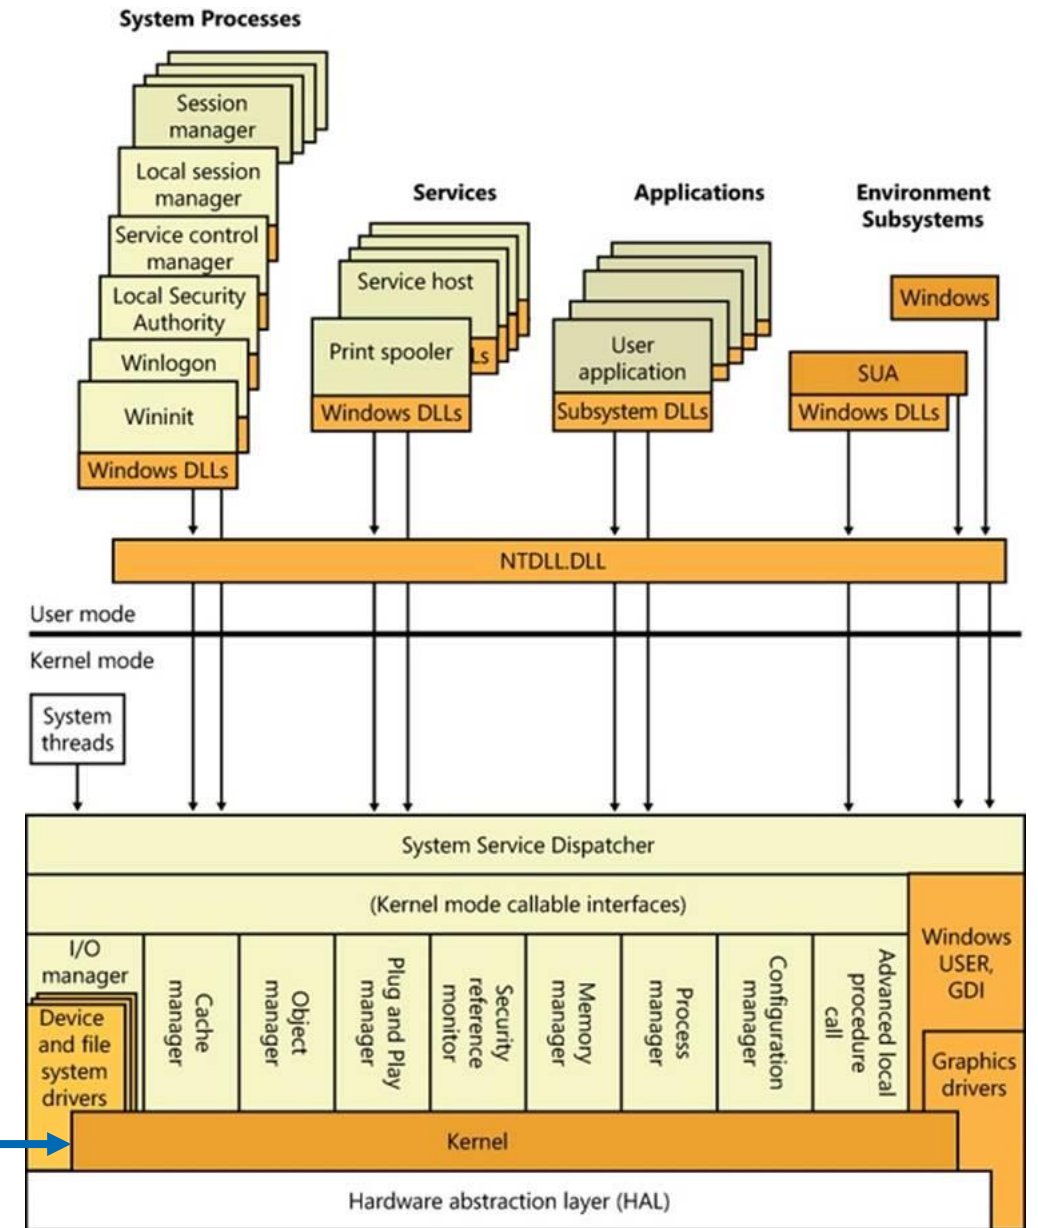 System Processes
Session
manager
Local session
manager
Service control
manager
Local Security
Authority
Winlogon
Wininit
Windows DLLs
Services
Service host
Print spooler
Ls
Windows DLLs
Applications
User
application
Subsystem DLLs
Environment
Subsystems
Windows
SUA
Windows DLLs
NTDLL.DLL
User mode
Kernel mode
System
threads
System Service Dispatcher
(Kernel mode callable interfaces)
I/O
manager
Device
and file
system
drivers
Cache
manager
Object
manager
Plug and Play
manager
Security
reference
monitor
Memory
manager
Process
manager
Configuration
manager
Advanced local
procedure
call
Windows
USER,
GDI
Graphics
drivers
Kernel
Hardware abstraction layer (HAL)